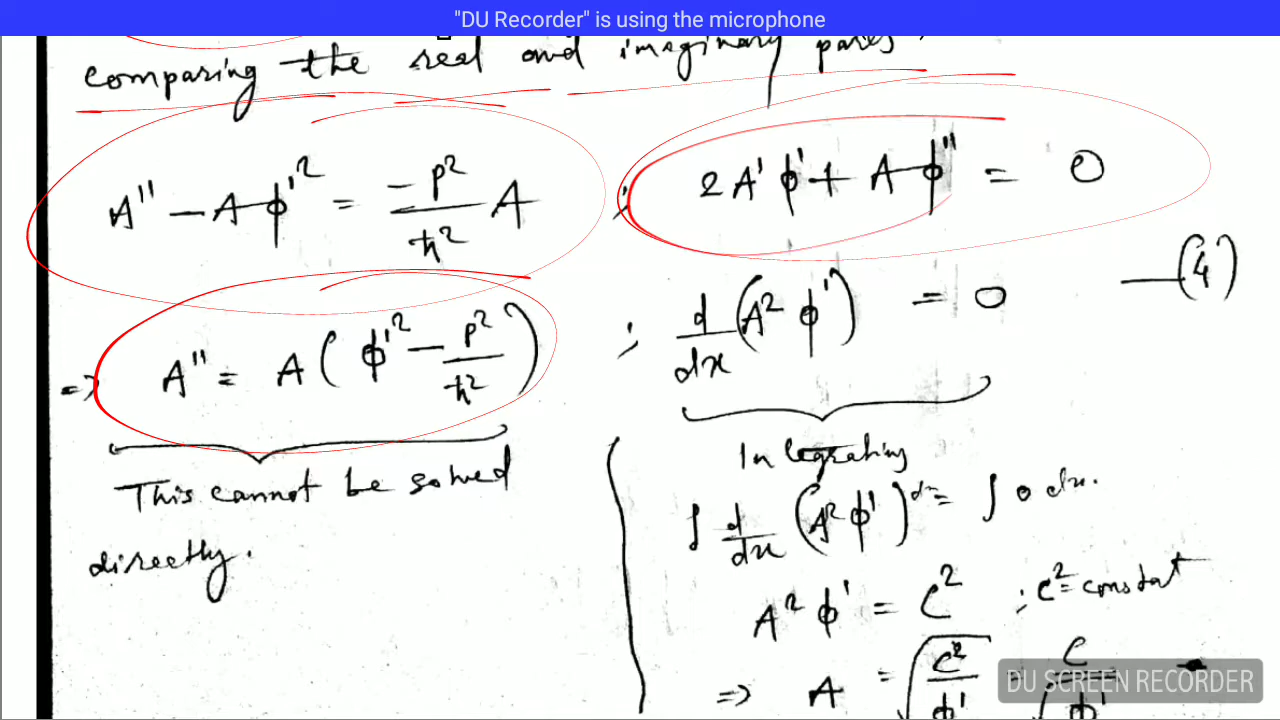 "DU Recorder" is using the microphone
comparing the real and imaginary parts.
A'' − Aϕ'² = −p²/ħ² A ; 2A'ϕ' + Aϕ'' = 0
⇒ A'' = A(ϕ'² − p²/ħ²) ; d/dx (A²ϕ') = 0 —(4)
This cannot be solved
directly.
Integrating
∫ d/dx (A²ϕ') dx = ∫ 0 dx.
A²ϕ' = C² ; C² = constat
⇒ A = √(C²/ϕ') = C/√ϕ'
DU SCREEN RECORDER